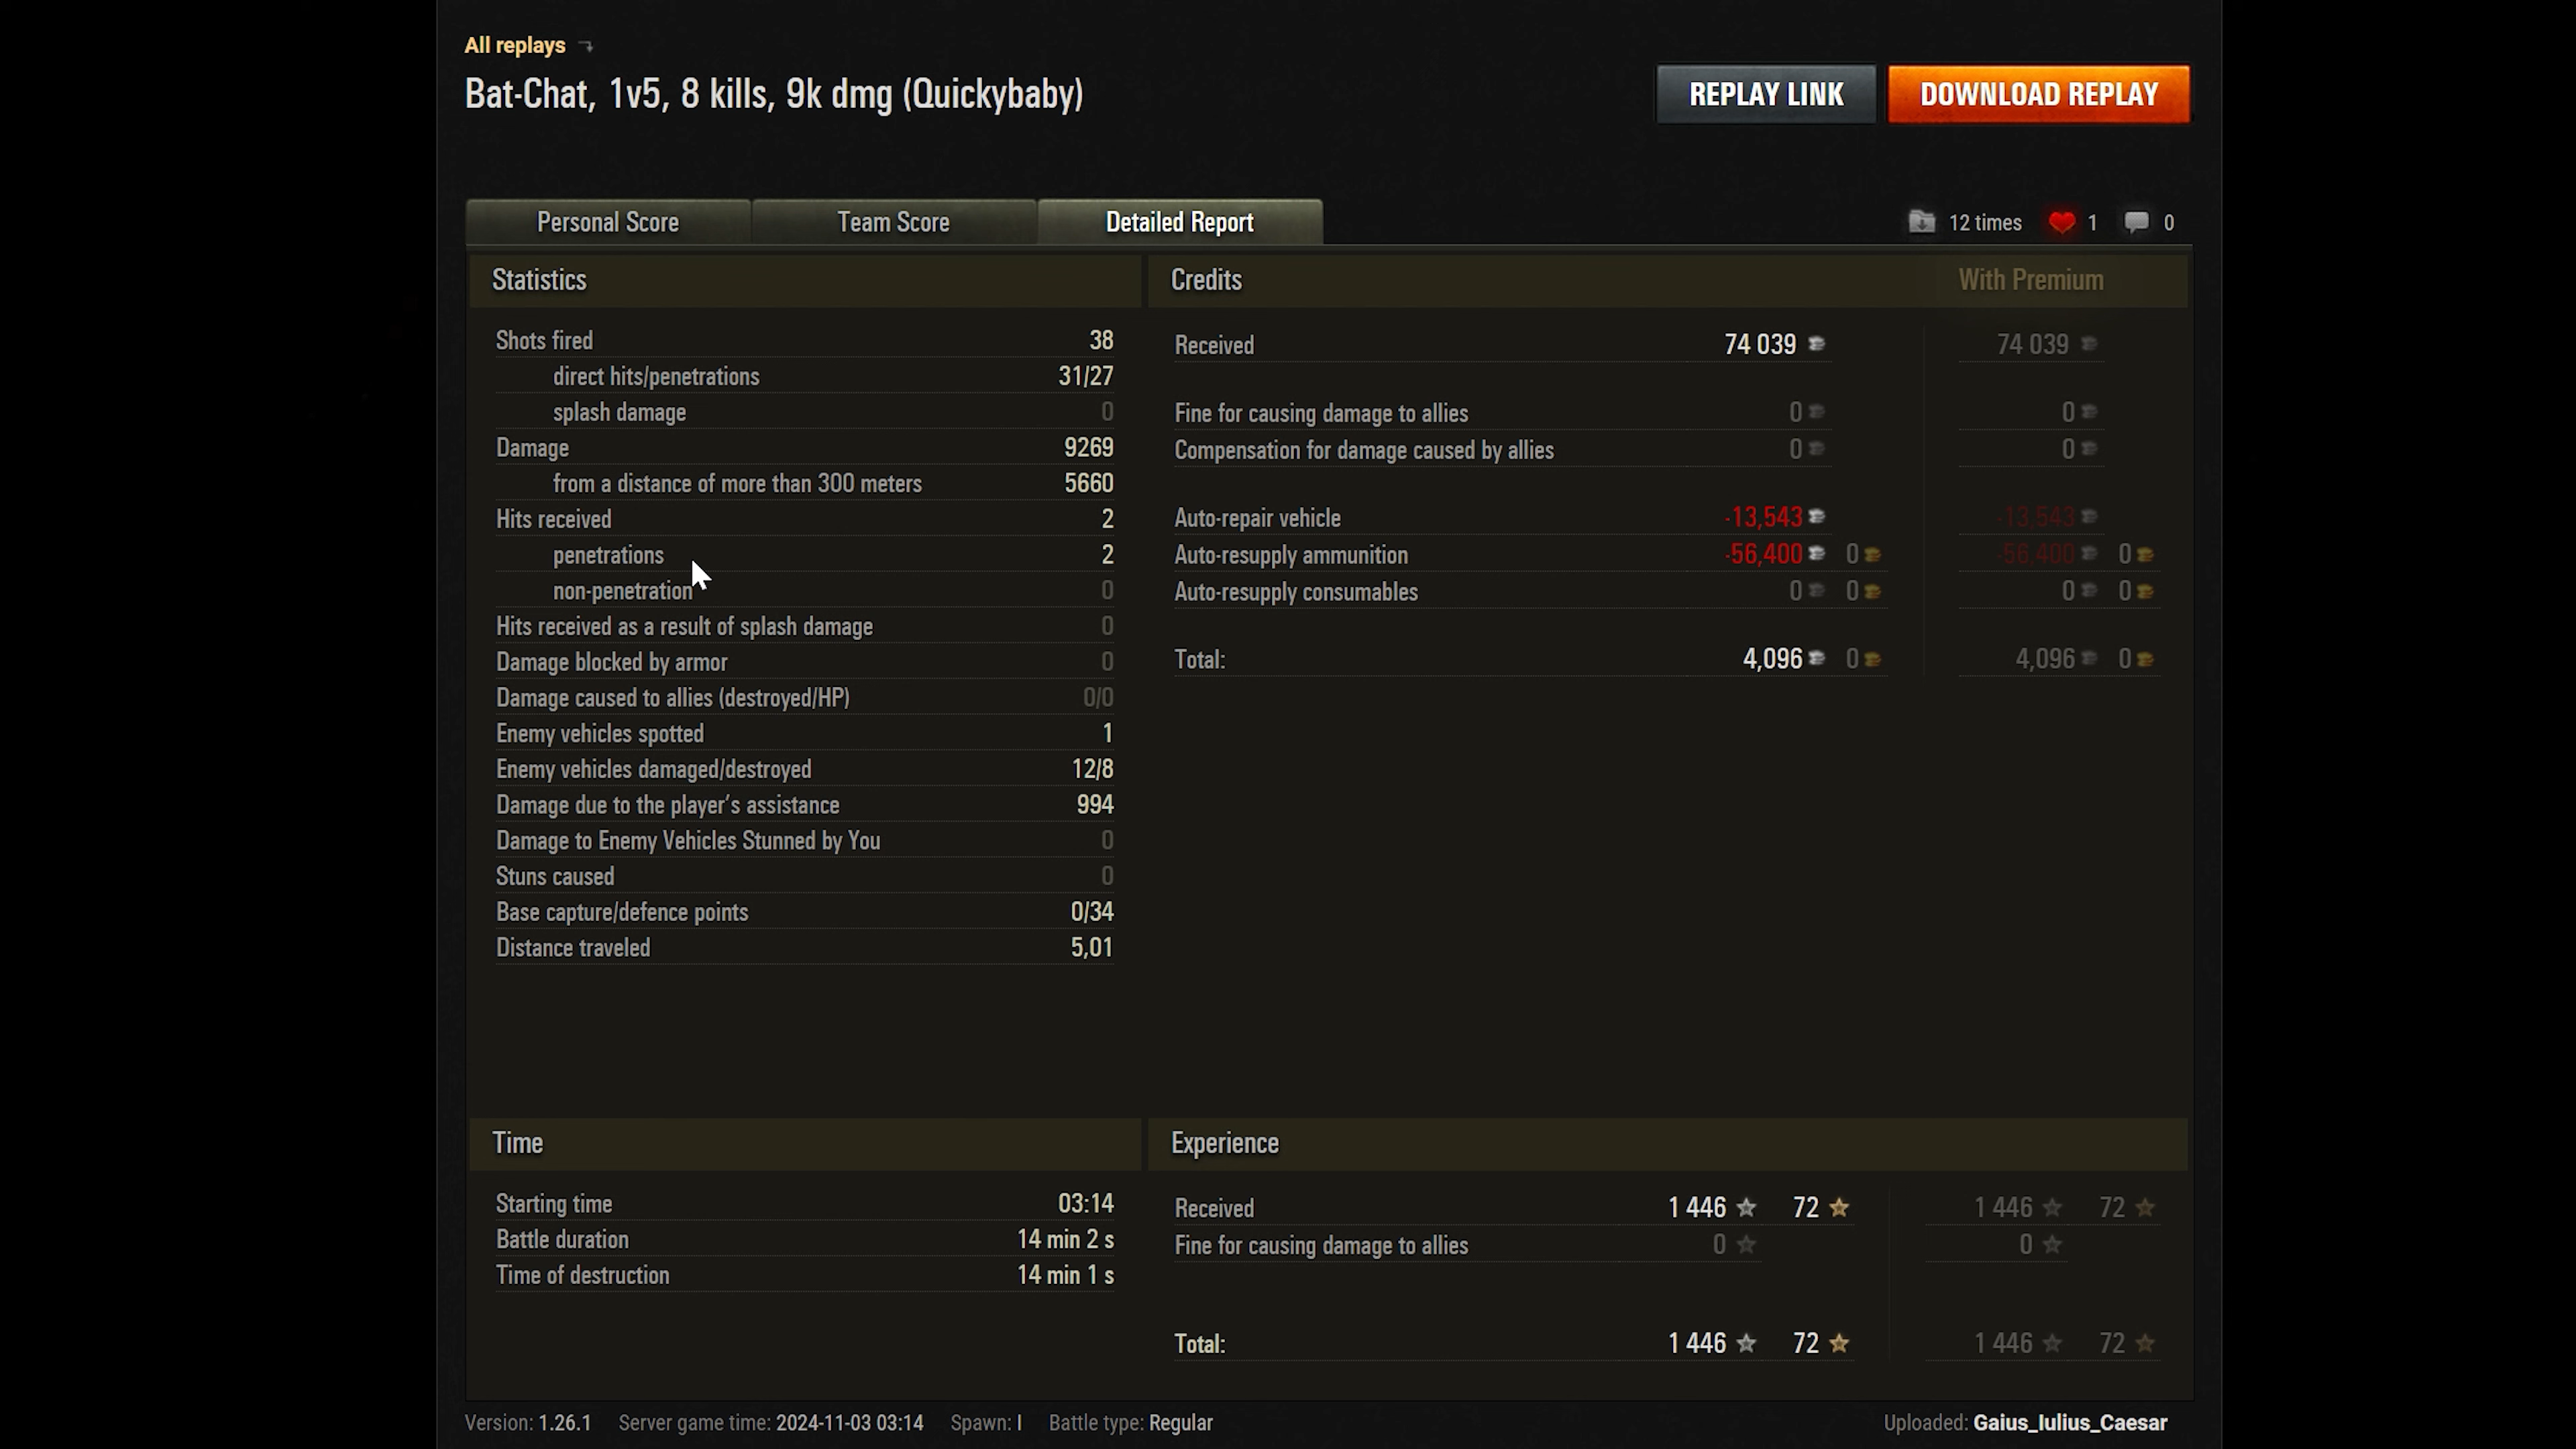 All replays
Bat-Chat, 1v5, 8 kills, 9k dmg (Quickybaby)
REPLAY LINK
DOWNLOAD REPLAY
Personal Score
Team Score
Detailed Report
12 times 1 0
Statistics
Shots fired 38
direct hits/penetrations 31/27
splash damage 0
Damage 9269
from a distance of more than 300 meters 5660
Hits received 2
penetrations 2
non-penetration 0
Hits received as a result of splash damage 0
Damage blocked by armor 0
Damage caused to allies (destroyed/HP) 0/0
Enemy vehicles spotted 1
Enemy vehicles damaged/destroyed 12/8
Damage due to the player's assistance 994
Damage to Enemy Vehicles Stunned by You 0
Stuns caused 0
Base capture/defence points 0/34
Distance traveled 5,01
Credits With Premium
Received 74 039 74 039
Fine for causing damage to allies 0 0
Compensation for damage caused by allies 0 0
Auto-repair vehicle -13,543 -13,543
Auto-resupply ammunition -56,400 0 -56,400 0
Auto-resupply consumables 0 0 0 0
Total: 4,096 0 4,096 0
Time
Starting time 03:14
Battle duration 14 min 2 s
Time of destruction 14 min 1 s
Experience
Received 1 446 72 1 446 72
Fine for causing damage to allies 0 0
Total: 1 446 72 1 446 72
Version: 1.26.1 Server game time: 2024-11-03 03:14 Spawn: I Battle type: Regular
Uploaded: Gaius_Iulius_Caesar